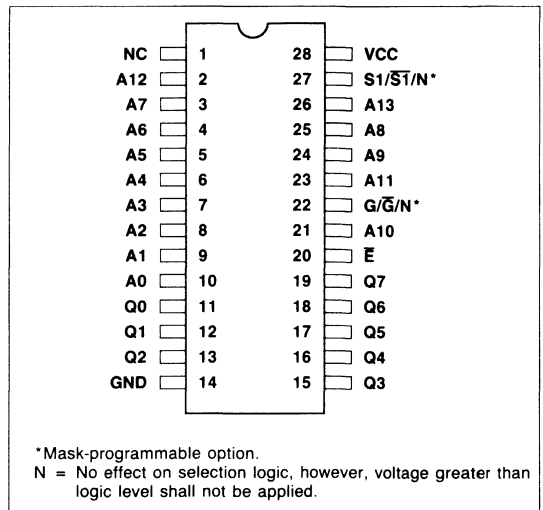 NC 1 28 VCC
A12 2 27 S1/S̅1̅/N*
A7 3 26 A13
A6 4 25 A8
A5 5 24 A9
A4 6 23 A11
A3 7 22 G/G̅/N*
A2 8 21 A10
A1 9 20 E̅
A0 10 19 Q7
Q0 11 18 Q6
Q1 12 17 Q5
Q2 13 16 Q4
GND 14 15 Q3
*Mask-programmable option.
N = No effect on selection logic, however, voltage greater than
logic level shall not be applied.